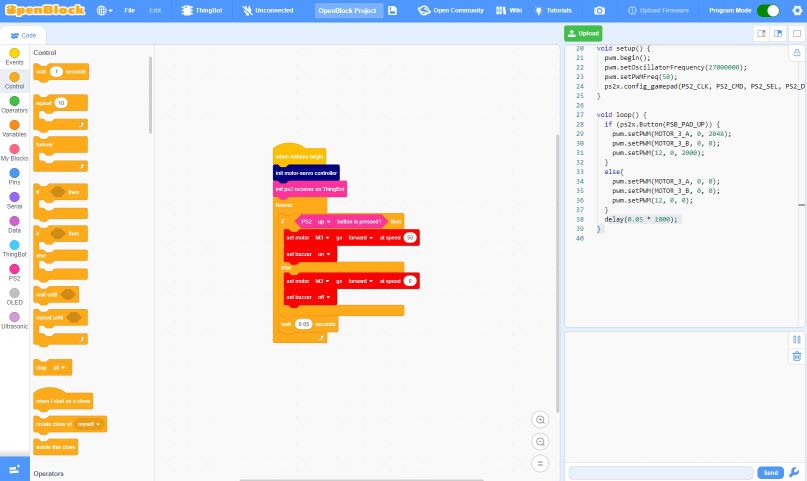 OpenBlock
File
Edit
ThingBot
Unconnected
OpenBlock Project
Open Community
Wiki
Tutorials
Upload Firmware
Program Mode
Code
Upload
Events
Control
Operators
Variables
My Blocks
Pins
Serial
Data
ThingBot
PS2
OLED
Ultrasonic
Control
wait 1 seconds
repeat 10
forever
if then
if then
else
wait until
repeat until
stop all
when I start as a clone
create clone of myself
delete this clone
Operators
when Arduino begin
init motor-servo controller
init ps2 receiver on ThingBot
forever
if PS2 up button is pressed? then
set motor M3 go forward at speed 50
set buzzer on
else
set motor M3 go forward at speed 0
set buzzer off
wait 0.05 seconds
20 void setup() {
21 pwm.begin();
22 pwm.setOscillatorFrequency(27000000);
23 pwm.setPWMFreq(50);
24 ps2x.config_gamepad(PS2_CLK, PS2_CMD, PS2_SEL, PS2_D
25 }
26
27 void loop() {
28 if (ps2x.Button(PSB_PAD_UP)) {
29 pwm.setPWM(MOTOR_3_A, 0, 2048);
30 pwm.setPWM(MOTOR_3_B, 0, 0);
31 pwm.setPWM(12, 0, 2000);
32 }
33 else{
34 pwm.setPWM(MOTOR_3_A, 0, 0);
35 pwm.setPWM(MOTOR_3_B, 0, 0);
36 pwm.setPWM(12, 0, 0);
37 }
38 delay(0.05 * 1000);
39 }
40
Send